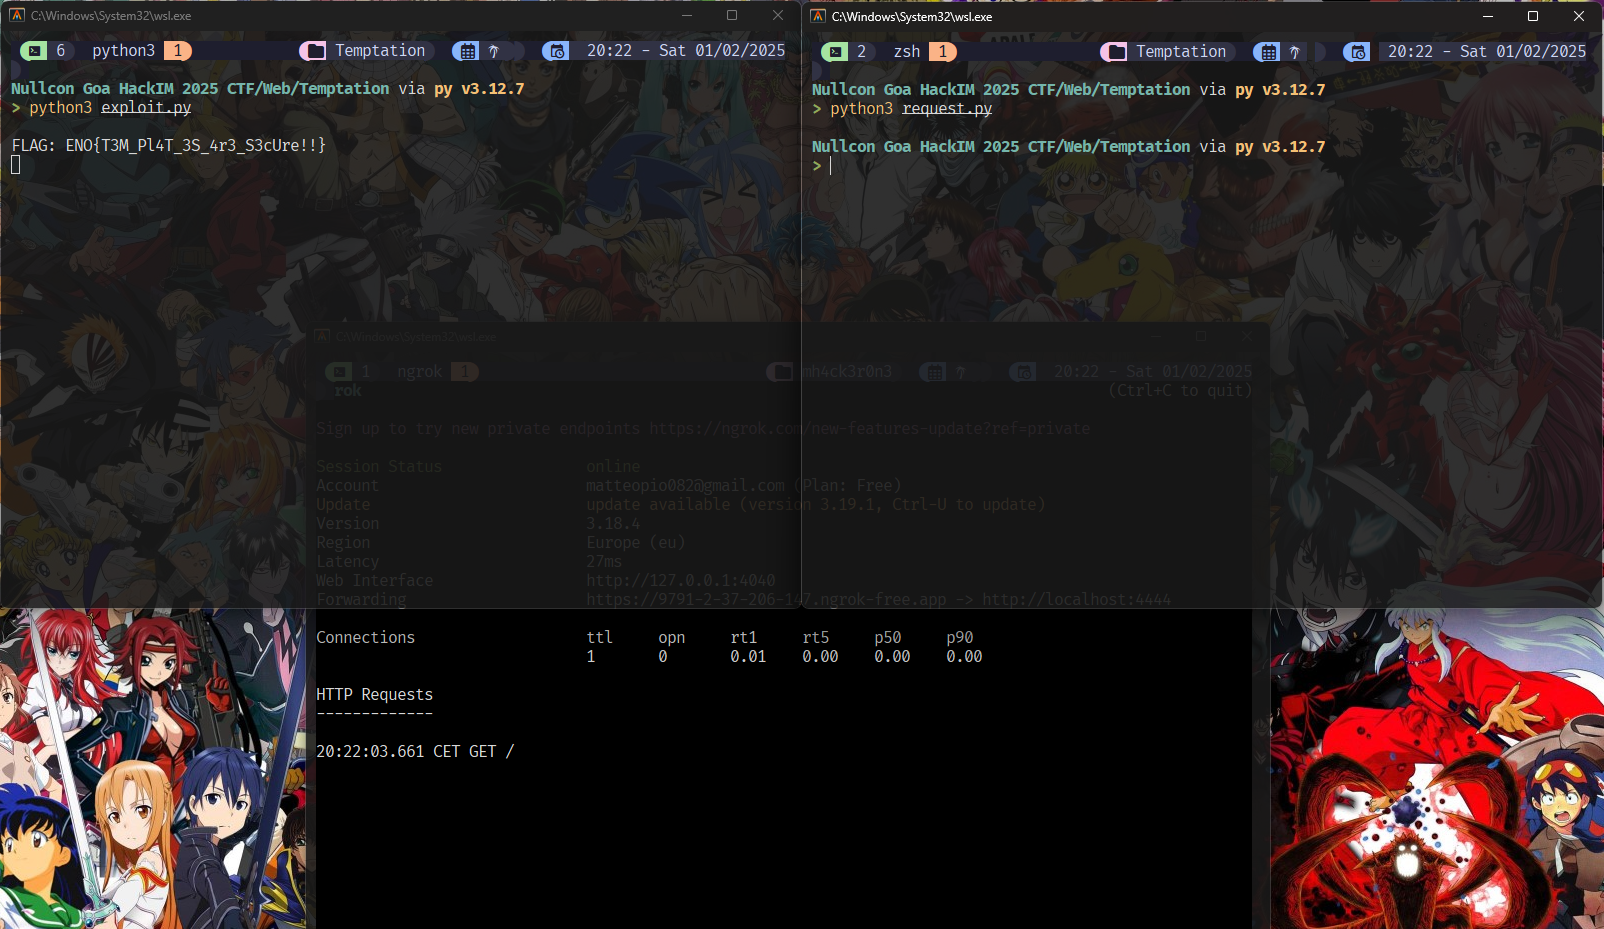 C:\Windows\System32\wsl.exe
6 python3 1 Temptation 20:22 - Sat 01/02/2025
Nullcon Goa HackIM 2025 CTF/Web/Temptation via py v3.12.7
> python3 exploit.py
FLAG: ENO{T3M_Pl4T_3S_4r3_S3cUre!!}
C:\Windows\System32\wsl.exe
2 zsh 1 Temptation 20:22 - Sat 01/02/2025
Nullcon Goa HackIM 2025 CTF/Web/Temptation via py v3.12.7
> python3 request.py
Nullcon Goa HackIM 2025 CTF/Web/Temptation via py v3.12.7
>
C:\Windows\System32\wsl.exe
1 ngrok 1 mh4ck3r0n3 20:22 - Sat 01/02/2025
rok (Ctrl+C to quit)
Sign up to try new private endpoints https://ngrok.com/new-features-update?ref=private
Session Status online
Account matteopio082@gmail.com (Plan: Free)
Update update available (version 3.19.1, Ctrl-U to update)
Version 3.18.4
Region Europe (eu)
Latency 27ms
Web Interface http://127.0.0.1:4040
Forwarding https://9791-2-37-206-147.ngrok-free.app -> http://localhost:4444
Connections ttl opn rt1 rt5 p50 p90
1 0 0.01 0.00 0.00 0.00
HTTP Requests
-------------
20:22:03.661 CET GET /